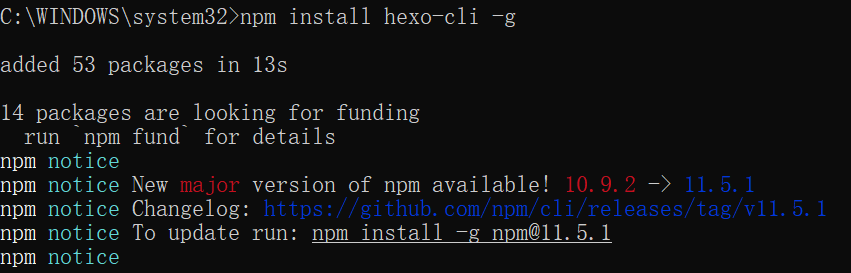 C:\WINDOWS\system32>npm install hexo-cli -g
added 53 packages in 13s
14 packages are looking for funding
  run `npm fund` for details
npm notice
npm notice New major version of npm available! 10.9.2 -> 11.5.1
npm notice Changelog: https://github.com/npm/cli/releases/tag/v11.5.1
npm notice To update run: npm install -g npm@11.5.1
npm notice